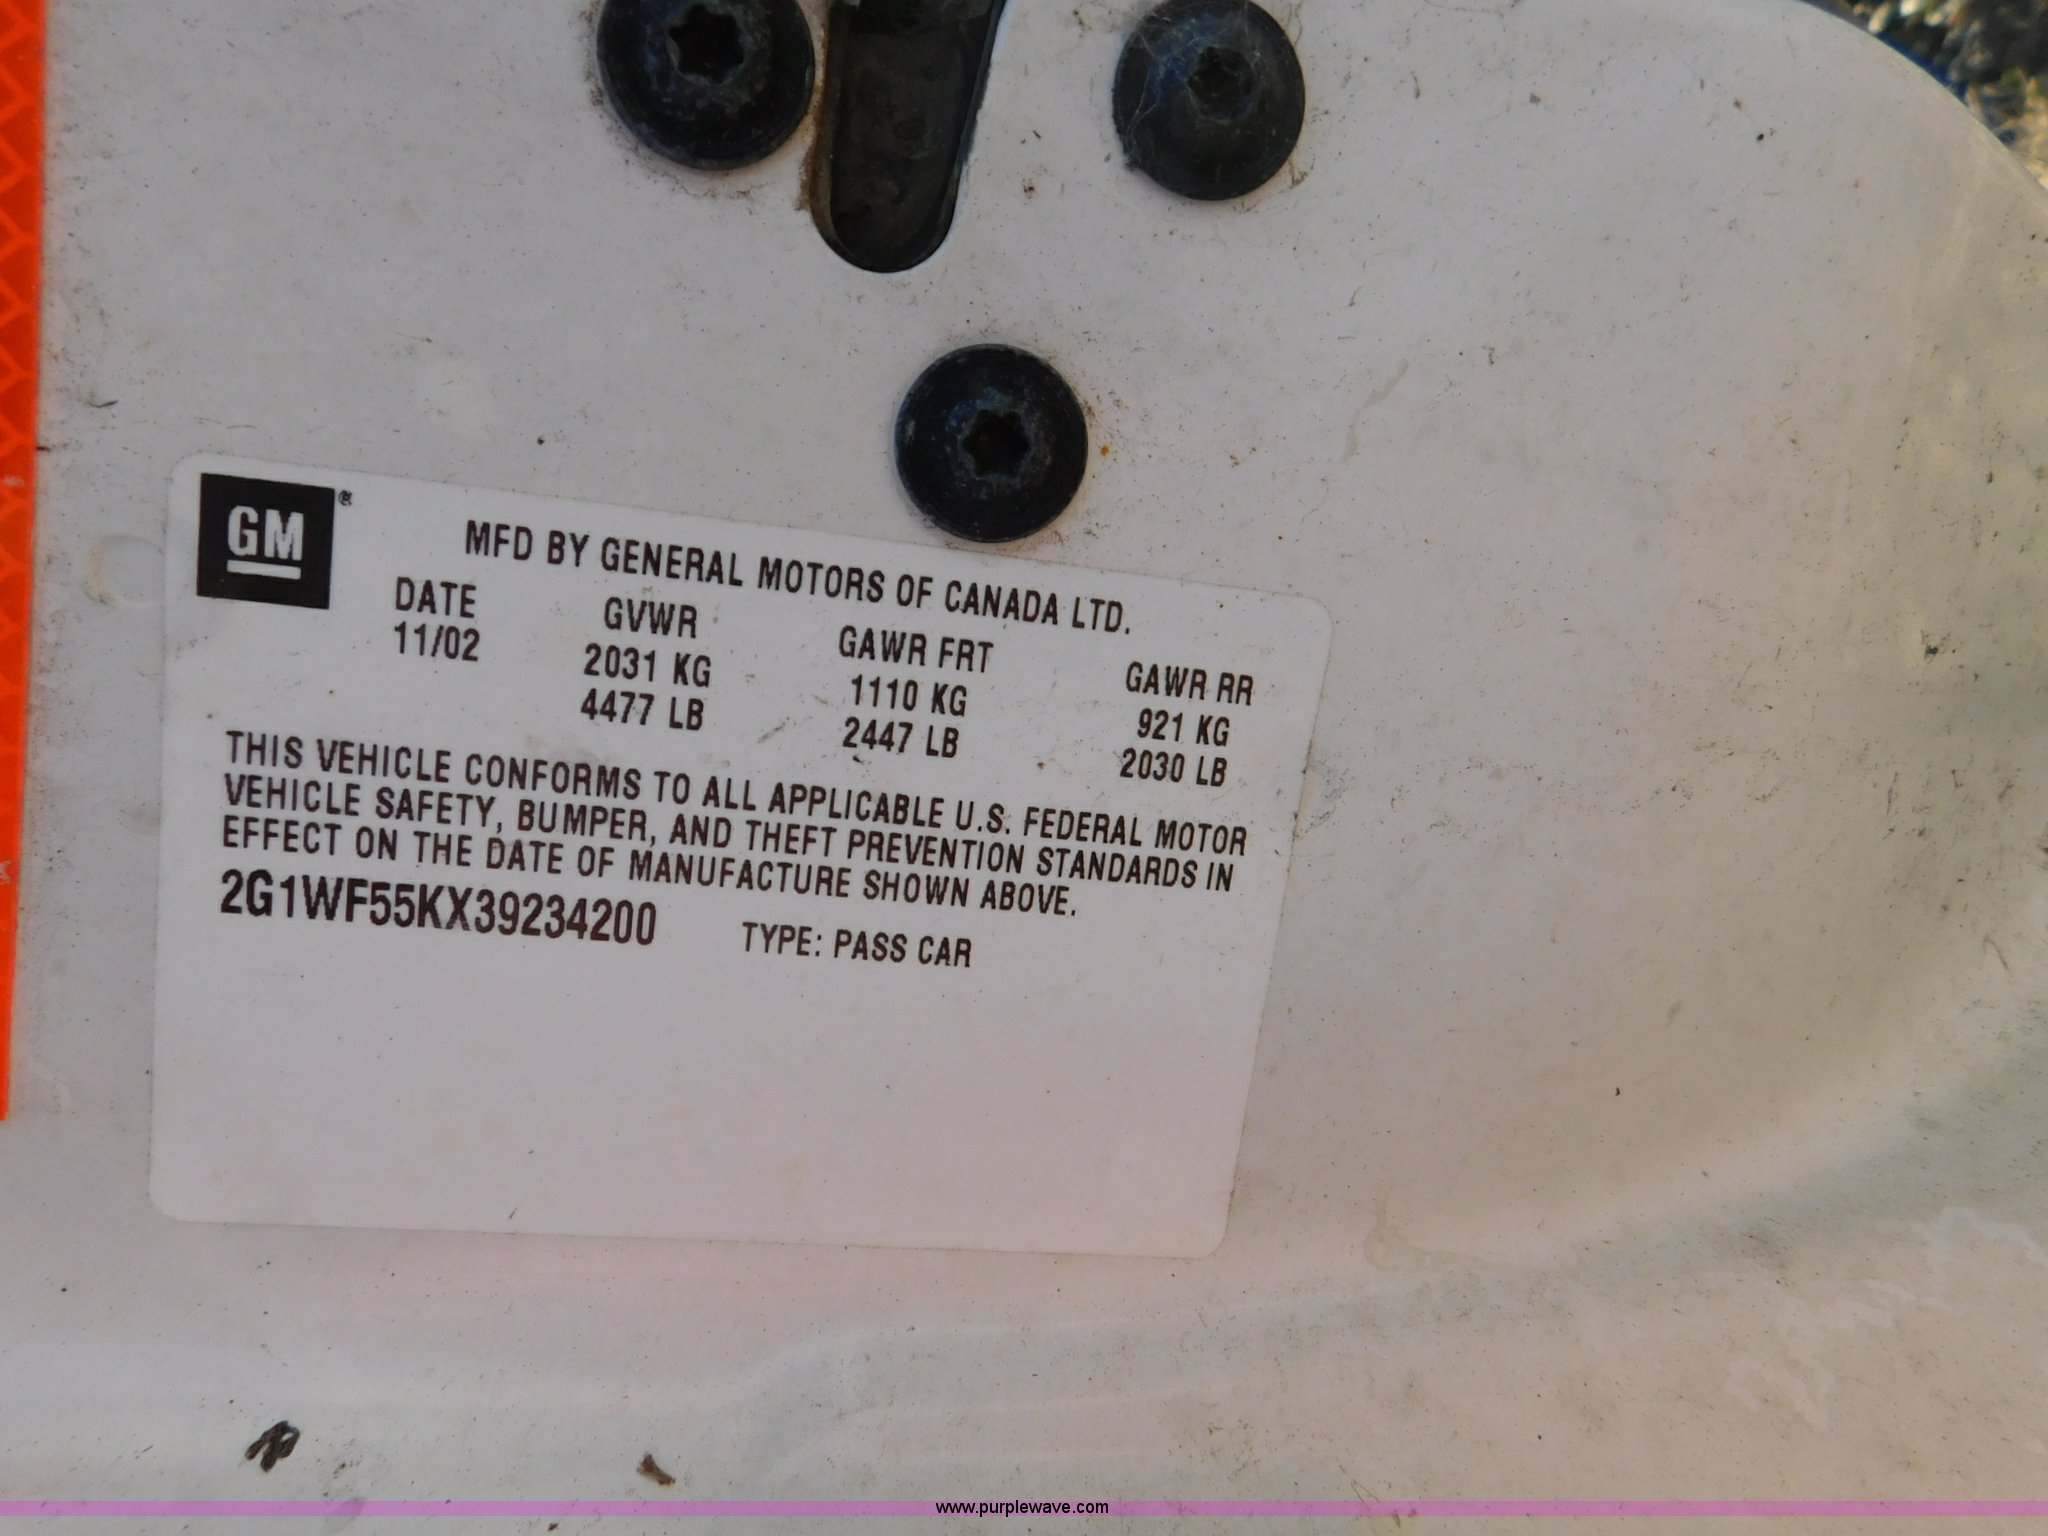 GM ®
MFD BY GENERAL MOTORS OF CANADA LTD.
DATE GVWR GAWR FRT GAWR RR
11/02 2031 KG 1110 KG 921 KG
4477 LB 2447 LB 2030 LB
THIS VEHICLE CONFORMS TO ALL APPLICABLE U.S. FEDERAL MOTOR
VEHICLE SAFETY, BUMPER, AND THEFT PREVENTION STANDARDS IN
EFFECT ON THE DATE OF MANUFACTURE SHOWN ABOVE.
2G1WF55KX39234200 TYPE: PASS CAR
www.purplewave.com